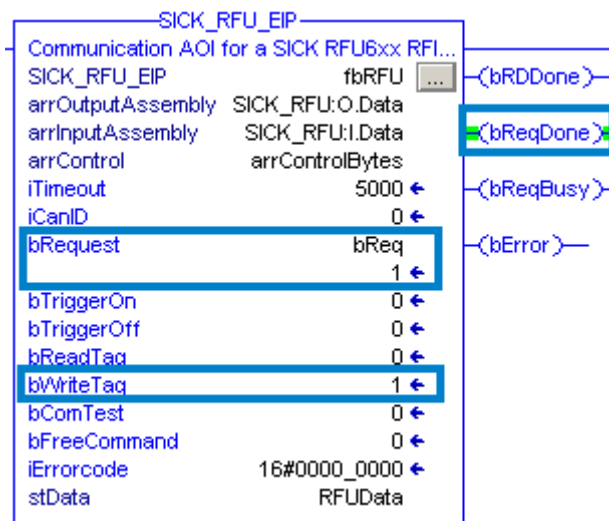 SICK_RFU_EIP
Communication AOI for a SICK RFU6xx RFI...
SICK_RFU_EIP fbRFU ... (bRDDone)
arrOutputAssembly SICK_RFU:O.Data
arrInputAssembly SICK_RFU:I.Data (bReqDone)
arrControl arrControlBytes
iTimeout 5000 (bReqBusy)
iCanID 0
bRequest bReq (bError)
1
bTriggerOn 0
bTriggerOff 0
bReadTag 0
bWriteTag 1
bComTest 0
bFreeCommand 0
iErrorcode 16#0000_0000
stData RFUData